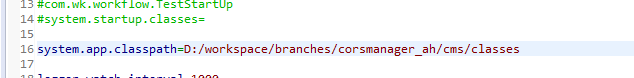 13 #com.wk.workflow.TestStartUp
14 #system.startup.classes=
15
16 system.app.classpath=D:/workspace/branches/corsmanager_ah/cms/classes
17